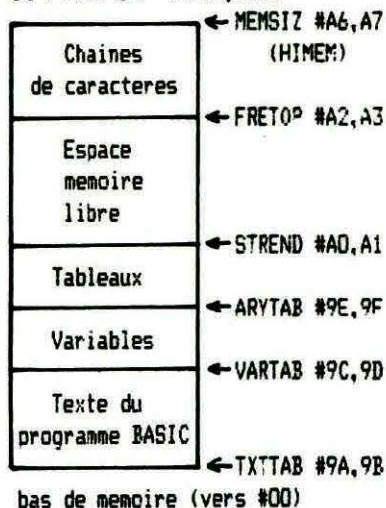 ← MEMSIZ #A6,A7
(HIMEM)
Chaines
de caracteres
← FRETOP #A2,A3
Espace
memoire
libre
← STREND #A0,A1
Tableaux
← ARYTAB #9E,9F
Variables
← VARTAB #9C,9D
Texte du
programme BASIC
← TXTTAB #9A,9B
bas de memoire (vers #00)